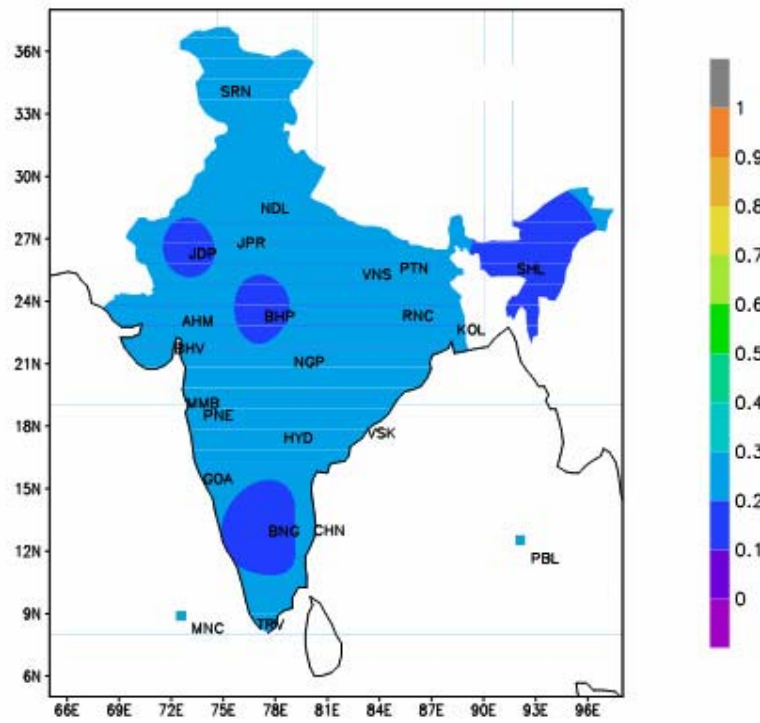 36N
33N
30N
27N
24N
21N
18N
15N
12N
9N
6N
66E 69E 72E 75E 78E 81E 84E 87E 90E 93E 96E
SRN
NDL
JPR
JDP
VNS
PTN
SHL
AHM
BHP
RNC
KOL
BHV
NGP
MMB
PNE
HYD
VSK
GOA
BNG
CHN
PBL
MNC
TRV
1
0.9
0.8
0.7
0.6
0.5
0.4
0.3
0.2
0.1
0